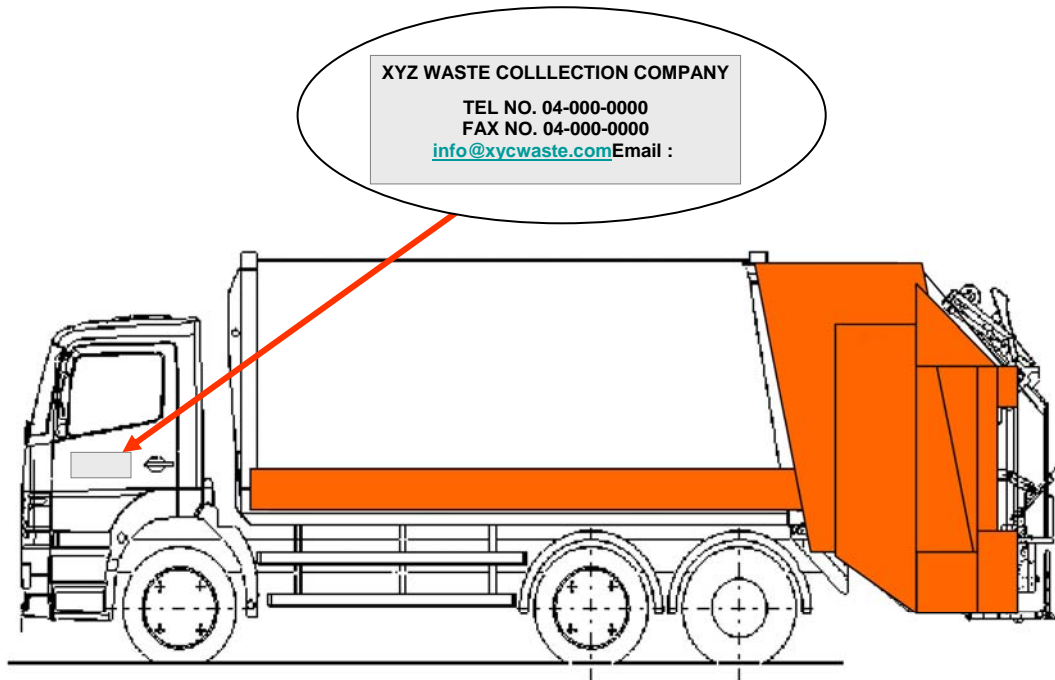 XYZ WASTE COLLLECTION COMPANY
TEL NO. 04-000-0000
FAX NO. 04-000-0000
info@xycwaste.comEmail :